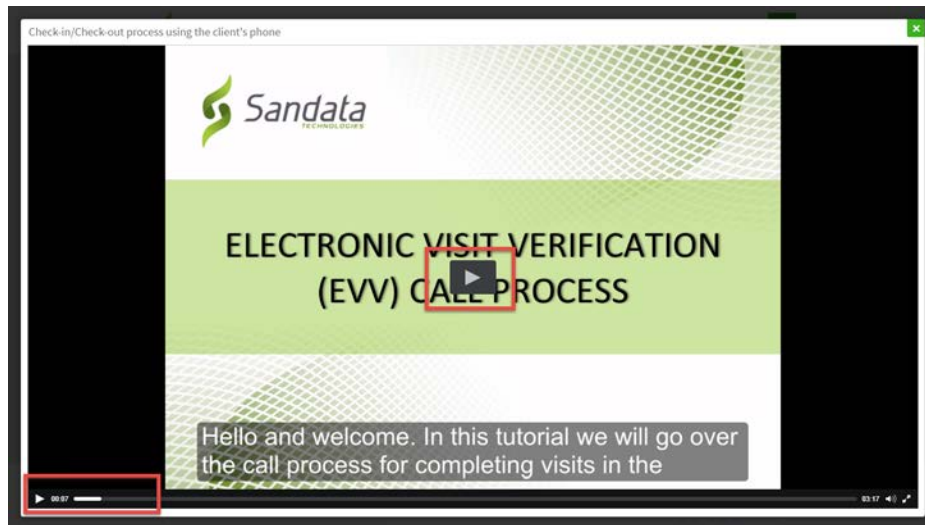 Check-in/Check-out process using the client's phone
Sandata
TECHNOLOGIES
ELECTRONIC VISIT VERIFICATION
(EVV) CALL PROCESS
Hello and welcome. In this tutorial we will go over
the call process for completing visits in the
00:07 03:17